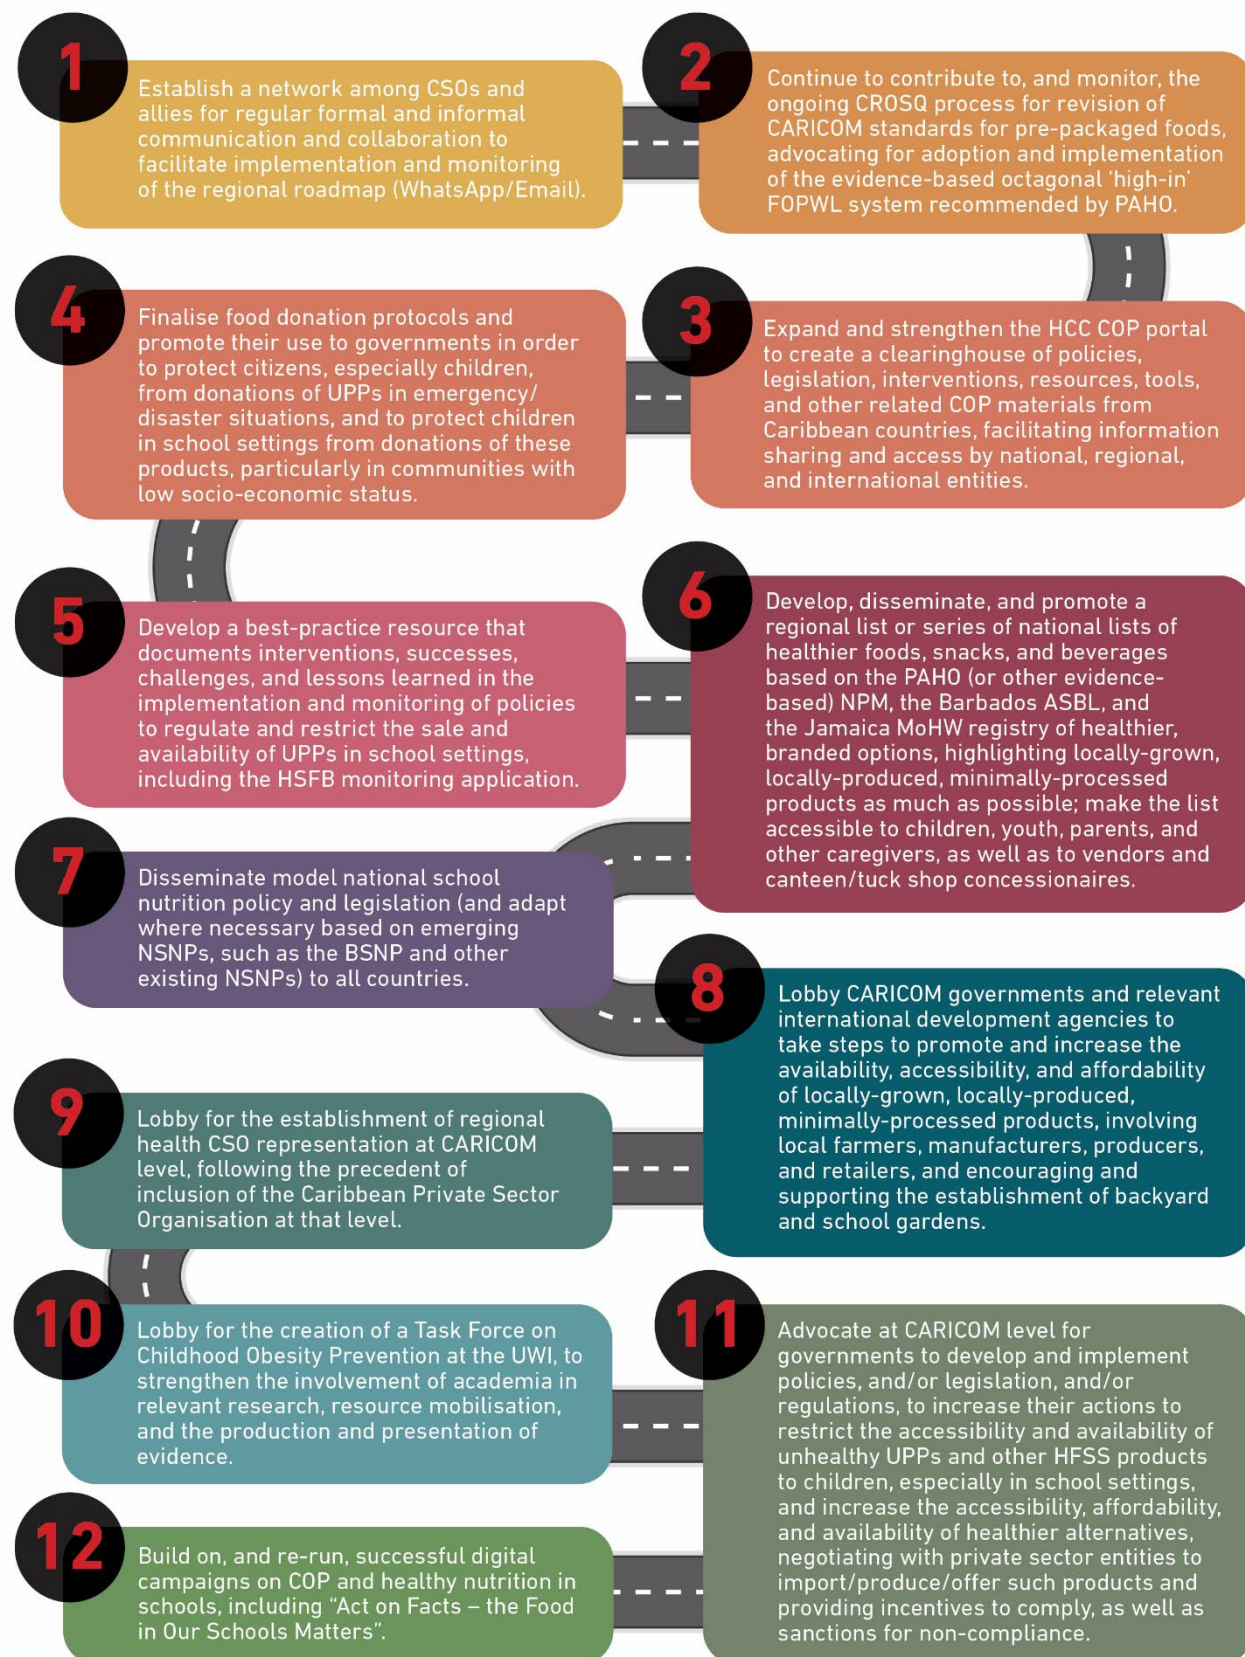 1
Establish a network among CSOs and
allies for regular formal and informal
communication and collaboration to
facilitate implementation and monitoring
of the regional roadmap (WhatsApp/Email).
2
Continue to contribute to, and monitor, the
ongoing CROSQ process for revision of
CARICOM standards for pre-packaged foods,
advocating for adoption and implementation
of the evidence-based octagonal ‘high-in’
FOPWL system recommended by PAHO.
3
Expand and strengthen the HCC COP portal
to create a clearinghouse of policies,
legislation, interventions, resources, tools,
and other related COP materials from
Caribbean countries, facilitating information
sharing and access by national, regional,
and international entities.
4
Finalise food donation protocols and
promote their use to governments in order
to protect citizens, especially children,
from donations of UPPs in emergency/
disaster situations, and to protect children
in school settings from donations of these
products, particularly in communities with
low socio-economic status.
5
Develop a best-practice resource that
documents interventions, successes,
challenges, and lessons learned in the
implementation and monitoring of policies
to regulate and restrict the sale and
availability of UPPs in school settings,
including the HSFB monitoring application.
6
Develop, disseminate, and promote a
regional list or series of national lists of
healthier foods, snacks, and beverages
based on the PAHO (or other evidence-
based) NPM, the Barbados ASBL, and
the Jamaica MoHW registry of healthier,
branded options, highlighting locally-grown,
locally-produced, minimally-processed
products as much as possible; make the list
accessible to children, youth, parents, and
other caregivers, as well as to vendors and
canteen/tuck shop concessionaires.
7
Disseminate model national school
nutrition policy and legislation (and adapt
where necessary based on emerging
NSNPs, such as the BSNP and other
existing NSNPs) to all countries.
8
Lobby CARICOM governments and relevant
international development agencies to
take steps to promote and increase the
availability, accessibility, and affordability
of locally-grown, locally-produced,
minimally-processed products, involving
local farmers, manufacturers, producers,
and retailers, and encouraging and
supporting the establishment of backyard
and school gardens.
9
Lobby for the establishment of regional
health CSO representation at CARICOM
level, following the precedent of
inclusion of the Caribbean Private Sector
Organisation at that level.
10
Lobby for the creation of a Task Force on
Childhood Obesity Prevention at the UWI, to
strengthen the involvement of academia in
relevant research, resource mobilisation,
and the production and presentation of
evidence.
11
Advocate at CARICOM level for
governments to develop and implement
policies, and/or legislation, and/or
regulations, to increase their actions to
restrict the accessibility and availability of
unhealthy UPPs and other HFSS products
to children, especially in school settings,
and increase the accessibility, affordability,
and availability of healthier alternatives,
negotiating with private sector entities to
import/produce/offer such products and
providing incentives to comply, as well as
sanctions for non-compliance.
12
Build on, and re-run, successful digital
campaigns on COP and healthy nutrition in
schools, including “Act on Facts – the Food
in Our Schools Matters”.